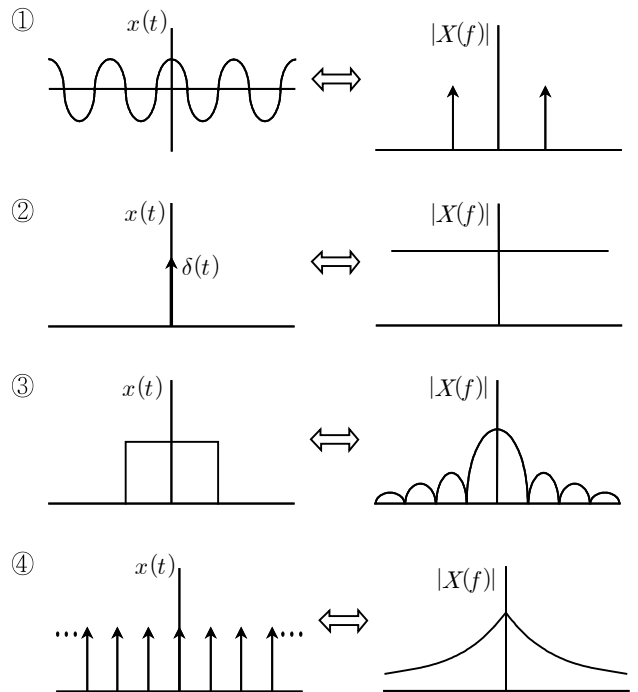 ① x(t) |X(f)|
② x(t) |X(f)|
δ(t)
③ x(t) |X(f)|
④ x(t) |X(f)|